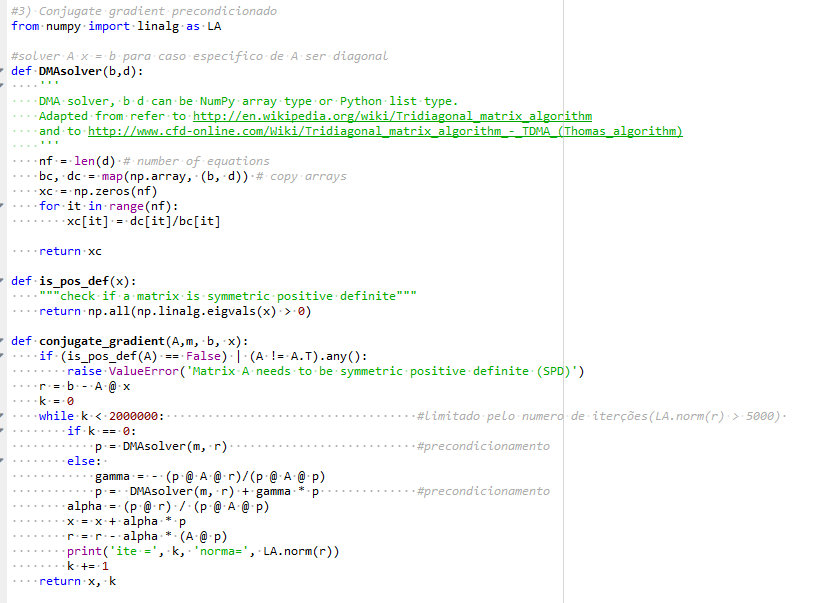 #3) Conjugate gradient precondicionado
from numpy import linalg as LA
#solver A x = b para caso especifico de A ser diagonal
def DMAsolver(b,d):
    '''
    DMA solver, b d can be NumPy array type or Python list type.
    Adapted from refer to http://en.wikipedia.org/wiki/Tridiagonal_matrix_algorithm
    and to http://www.cfd-online.com/Wiki/Tridiagonal_matrix_algorithm_-_TDMA_(Thomas_algorithm)
    '''
    nf = len(d) # number of equations
    bc, dc = map(np.array, (b, d)) # copy arrays
    xc = np.zeros(nf)
    for it in range(nf):
        xc[it] = dc[it]/bc[it]
    return xc
def is_pos_def(x):
    """check if a matrix is symmetric positive definite"""
    return np.all(np.linalg.eigvals(x) > 0)
def conjugate_gradient(A,m, b, x):
    if (is_pos_def(A) == False) | (A != A.T).any():
        raise ValueError('Matrix A needs to be symmetric positive definite (SPD)')
    r = b - A @ x
    k = 0
    while k < 2000000:                                    #limitado pelo numero de iterções(LA.norm(r) > 5000)
        if k == 0:
            p = DMAsolver(m, r)                           #precondicionamento
        else:
            gamma = - (p @ A @ r)/(p @ A @ p)
            p =  DMAsolver(m, r) + gamma * p              #precondicionamento
        alpha = (p @ r) / (p @ A @ p)
        x = x + alpha * p
        r = r - alpha * (A @ p)
        print('ite =', k, 'norma=', LA.norm(r))
        k += 1
    return x, k